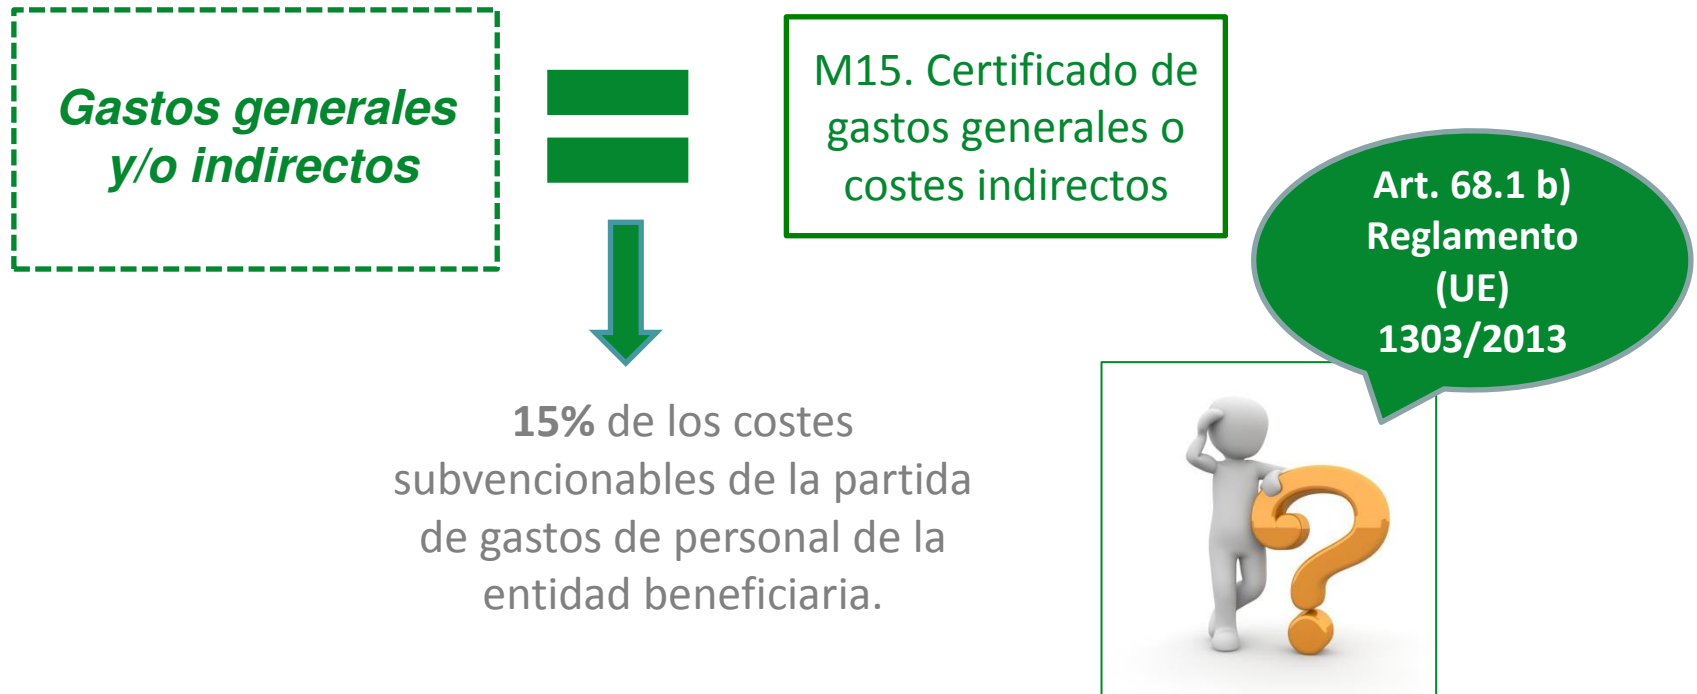 Gastos generales
y/o indirectos
M15. Certificado de
gastos generales o
costes indirectos
Art. 68.1 b)
Reglamento
(UE)
1303/2013
15% de los costes
subvencionables de la partida
de gastos de personal de la
entidad beneficiaria.